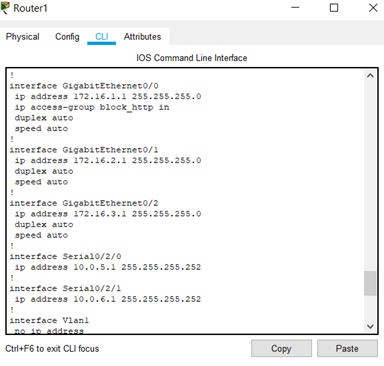 Router1
Physical Config CLI Attributes
IOS Command Line Interface
!
interface GigabitEthernet0/0
ip address 172.16.1.1 255.255.255.0
ip access-group block_http in
duplex auto
speed auto
!
interface GigabitEthernet0/1
ip address 172.16.2.1 255.255.255.0
duplex auto
speed auto
!
interface GigabitEthernet0/2
ip address 172.16.3.1 255.255.255.0
duplex auto
speed auto
!
interface Serial0/2/0
ip address 10.0.5.1 255.255.255.252
!
interface Serial0/2/1
ip address 10.0.6.1 255.255.255.252
!
interface Vlan1
no ip address
Ctrl+F6 to exit CLI focus
Copy Paste